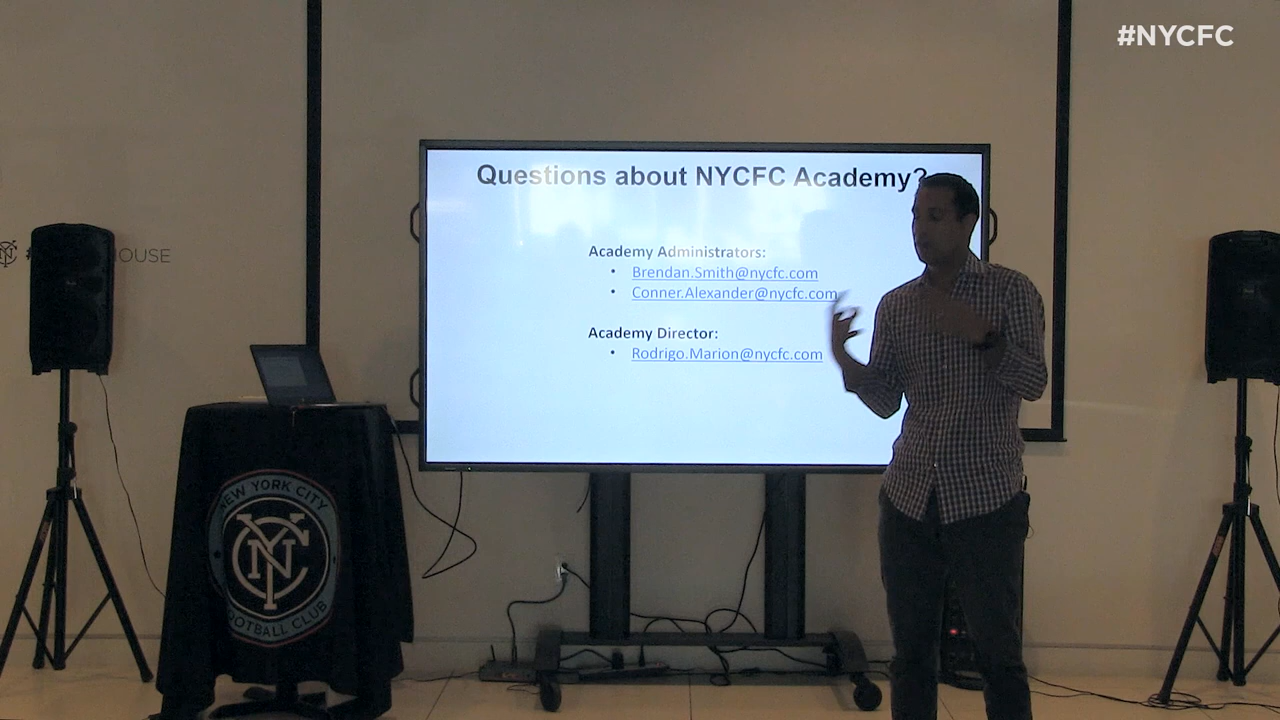 #NYCFC
Questions about NYCFC Academy?
Academy Administrators:
• Brendan.Smith@nycfc.com
• Conner.Alexander@nycfc.com
Academy Director:
• Rodrigo.Marion@nycfc.com
NEW YORK CITY
NYC
FOOTBALL CLUB